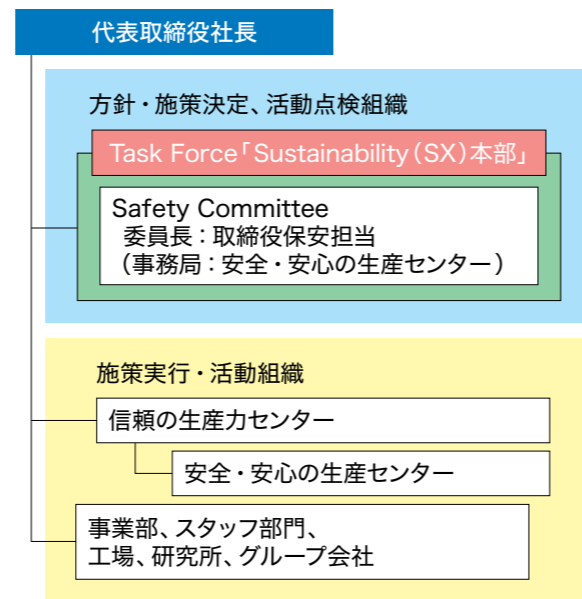 代表取締役社長
方針・施策決定、活動点検組織
Task Force「Sustainability（SX）本部」
Safety Committee
委員長：取締役保安担当
（事務局：安全・安心の生産センター）
施策実行・活動組織
信頼の生産力センター
安全・安心の生産センター
事業部、スタッフ部門、
工場、研究所、グループ会社